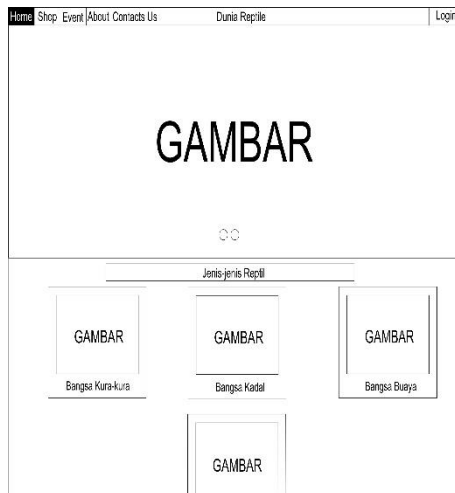 Home Shop Event About Contacts Us Dunia Reptile Login
GAMBAR
Jenis-jenis Reptil
GAMBAR GAMBAR GAMBAR
Bangsa Kura-kura Bangsa Kadal Bangsa Buaya
GAMBAR